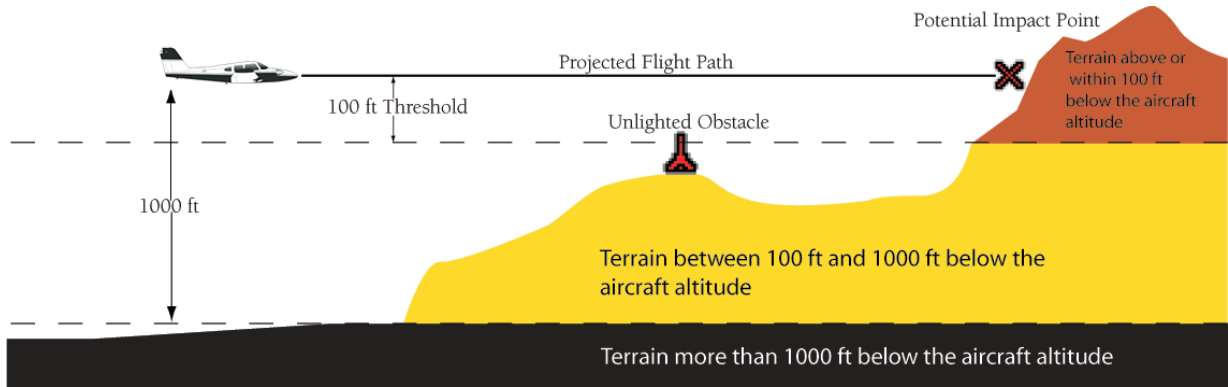 Potential Impact Point
Projected Flight Path
Terrain above or
within 100 ft
below the aircraft
altitude
100 ft Threshold
Unlighted Obstacle
1000 ft
Terrain between 100 ft and 1000 ft below the
aircraft altitude
Terrain more than 1000 ft below the aircraft altitude